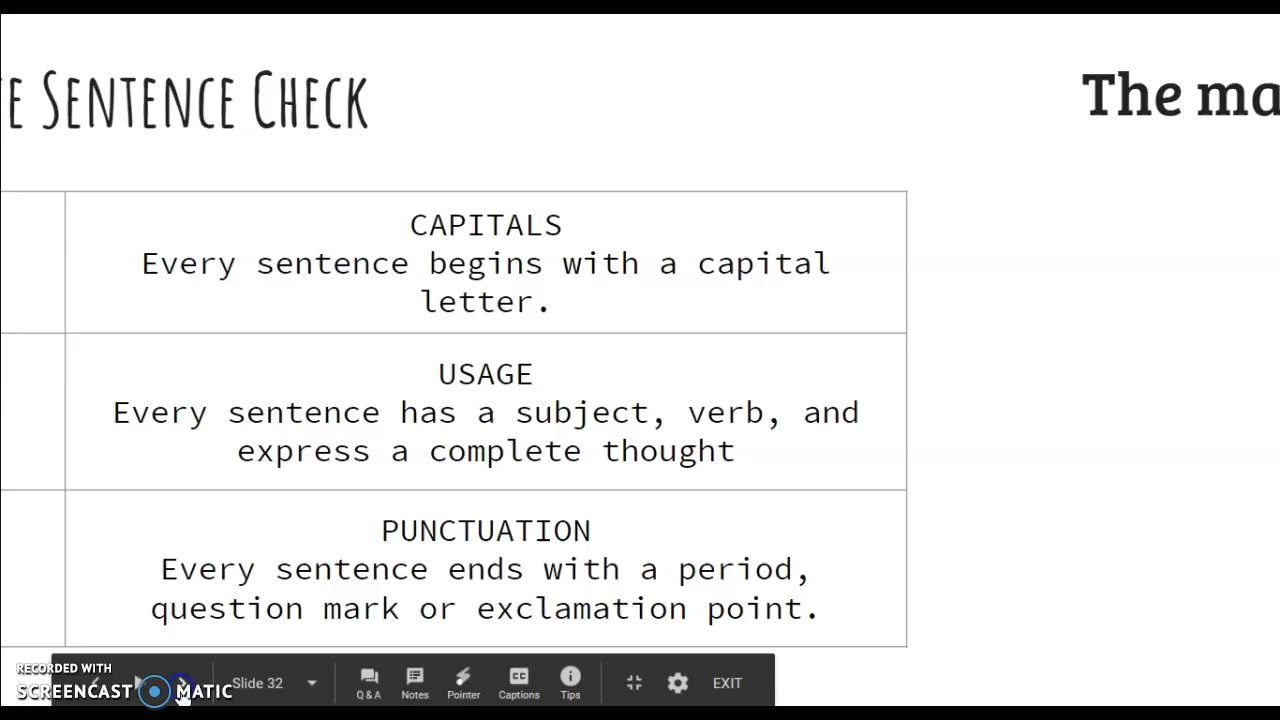 E SENTENCE CHECK
The ma
CAPITALS
Every sentence begins with a capital
letter.
USAGE
Every sentence has a subject, verb, and
express a complete thought
PUNCTUATION
Every sentence ends with a period,
question mark or exclamation point.
RECORDED WITH
SCREENCAST MATIC
Slide 32
Q & A
Notes
Pointer
Captions
Tips
EXIT